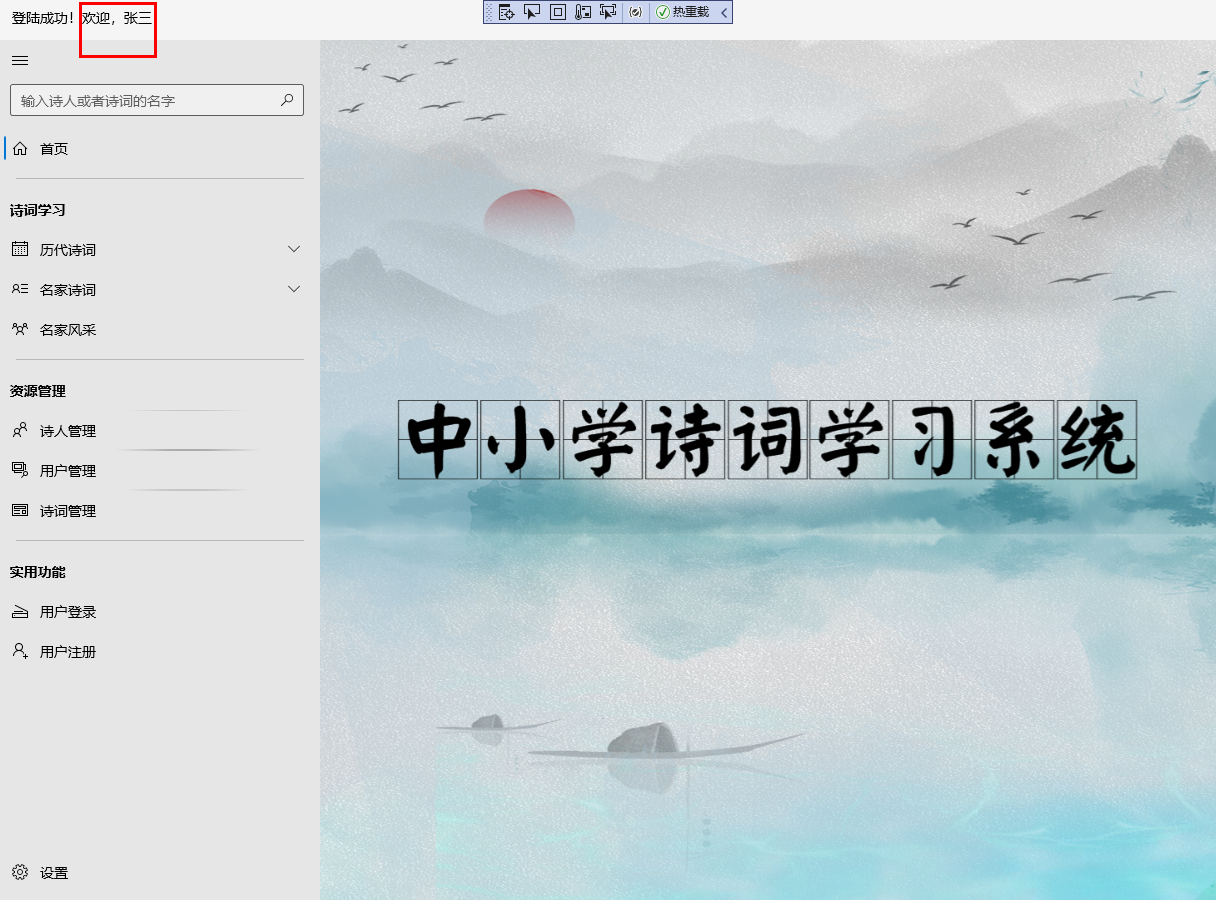 登陆成功！欢迎，张三
热重载
输入诗人或者诗词的名字
首页
诗词学习
历代诗词
名家诗词
名家风采
资源管理
诗人管理
用户管理
诗词管理
实用功能
用户登录
用户注册
设置
中小学诗词学习系统